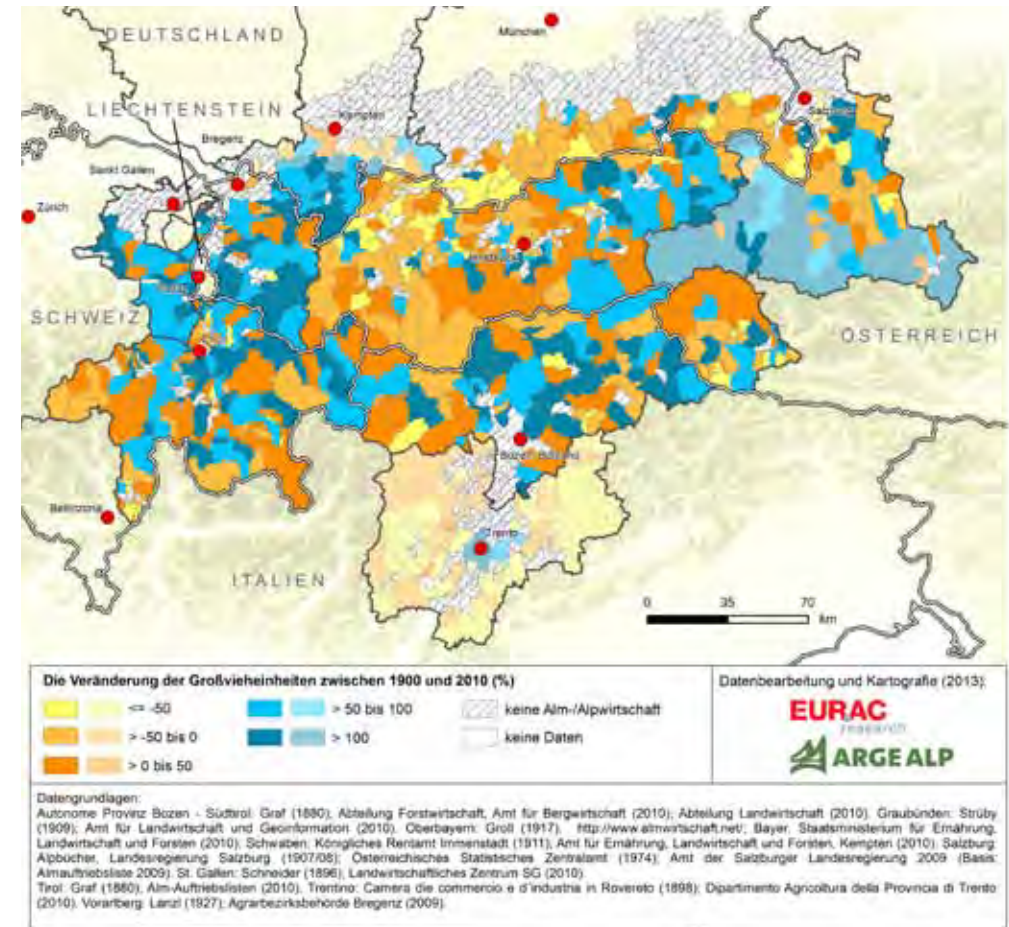 DEUTSCHLAND
München
LIECHTENSTEIN
Kempten
Salzburg
Bregenz
Sankt Gallen
Zürich
Innsbruck
SCHWEIZ
ÖSTERREICH
Bozen
Bellinzona
Trento
ITALIEN
0 35 70
km
Die Veränderung der Großvieheinheiten zwischen 1900 und 2010 (%)
<= -50
> -50 bis 0
> 0 bis 50
> 50 bis 100
> 100
keine Alm-/Alpwirtschaft
keine Daten
Datenbearbeitung und Kartografie (2013):
EURAC
research
ARGE ALP
Datengrundlagen:
Autonome Provinz Bozen - Südtirol: Graf (1880); Abteilung Forstwirtschaft, Amt für Bergwirtschaft (2010); Abteilung Landwirtschaft (2010). Graubünden: Strüby
(1909); Amt für Landwirtschaft und Geoinformation (2010). Oberbayern: Groll (1917), http://www.almwirtschaft.net/; Bayer. Staatsministerium für Ernährung,
Landwirtschaft und Forsten (2010); Schwaben: Königliches Rentamt Immenstadt (1911); Amt für Ernährung, Landwirtschaft und Forsten, Kempten (2010). Salzburg:
Alpbücher, Landesregierung Salzburg (1907/08); Österreichisches Statistisches Zentralamt (1974); Amt der Salzburger Landesregierung 2009 (Basis:
Almauftriebsliste 2009). St. Gallen: Schneider (1896); Landwirtschaftliches Zentrum SG (2010).
Tirol: Graf (1880); Alm-Auftriebslisten (2010). Trentino: Camera die commercio e d'industria in Rovereto (1898); Dipartimento Agricoltura della Provincia di Trento
(2010). Vorarlberg: Lanzl (1927); Agrarbezirksbehörde Bregenz (2009).